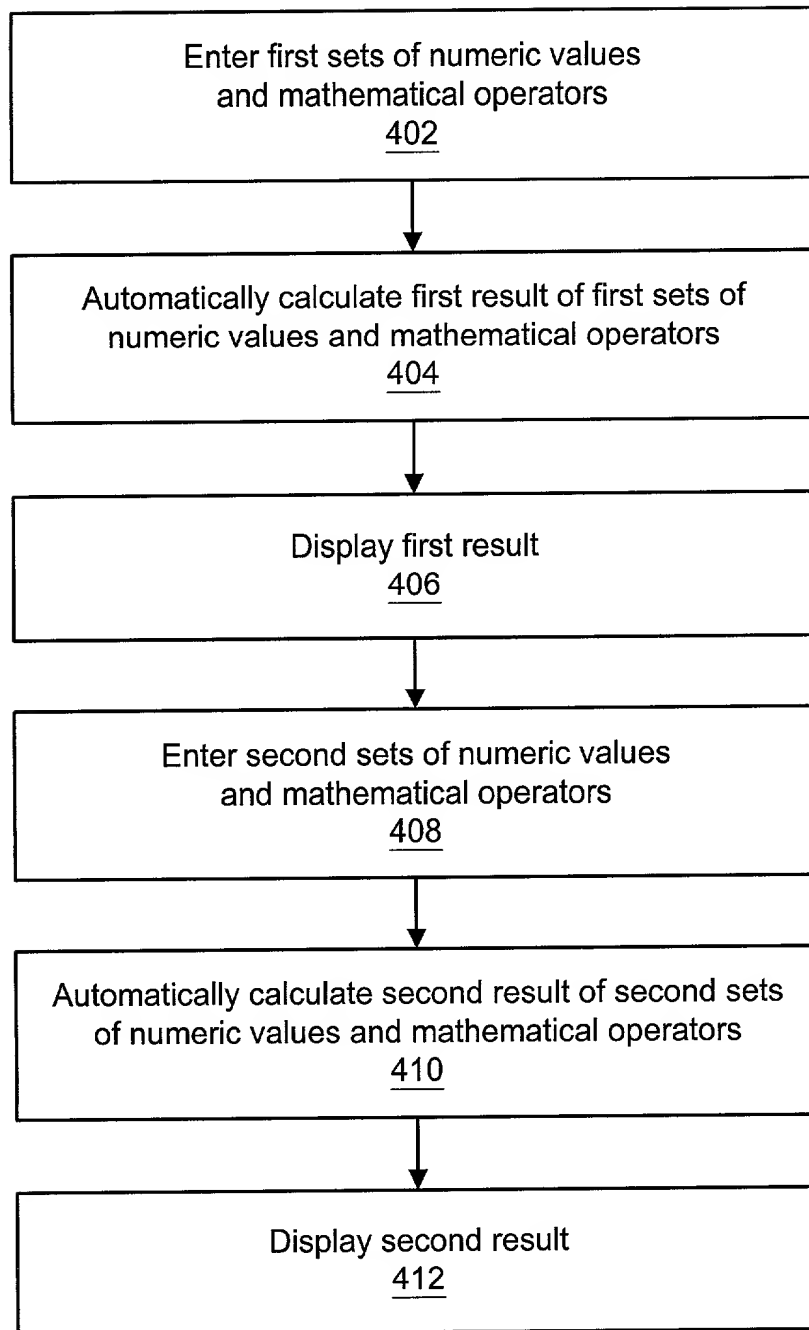 Enter first sets of numeric values
and mathematical operators
402
Automatically calculate first result of first sets of
numeric values and mathematical operators
404
Display first result
406
Enter second sets of numeric values
and mathematical operators
408
Automatically calculate second result of second sets
of numeric values and mathematical operators
410
Display second result
412